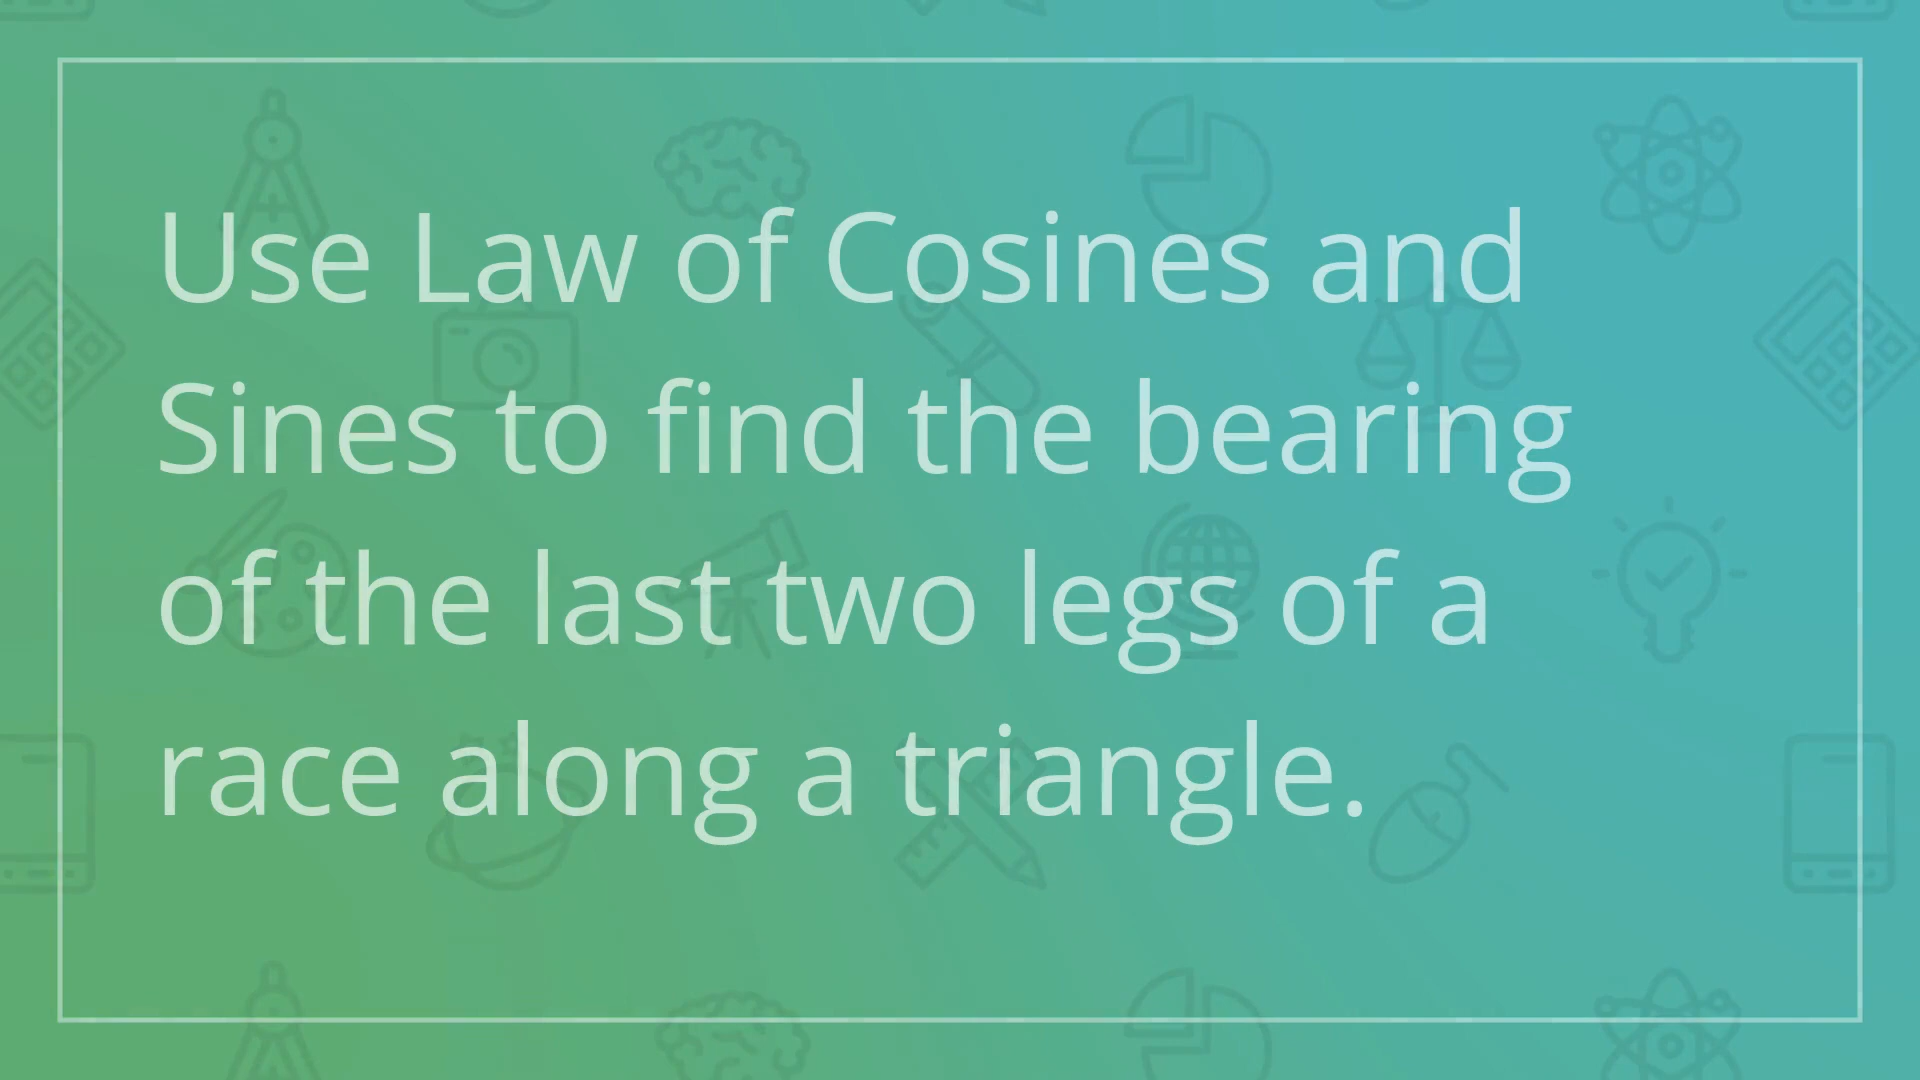 Use Law of Cosines and
Sines to find the bearing
of the last two legs of a
race along a triangle.